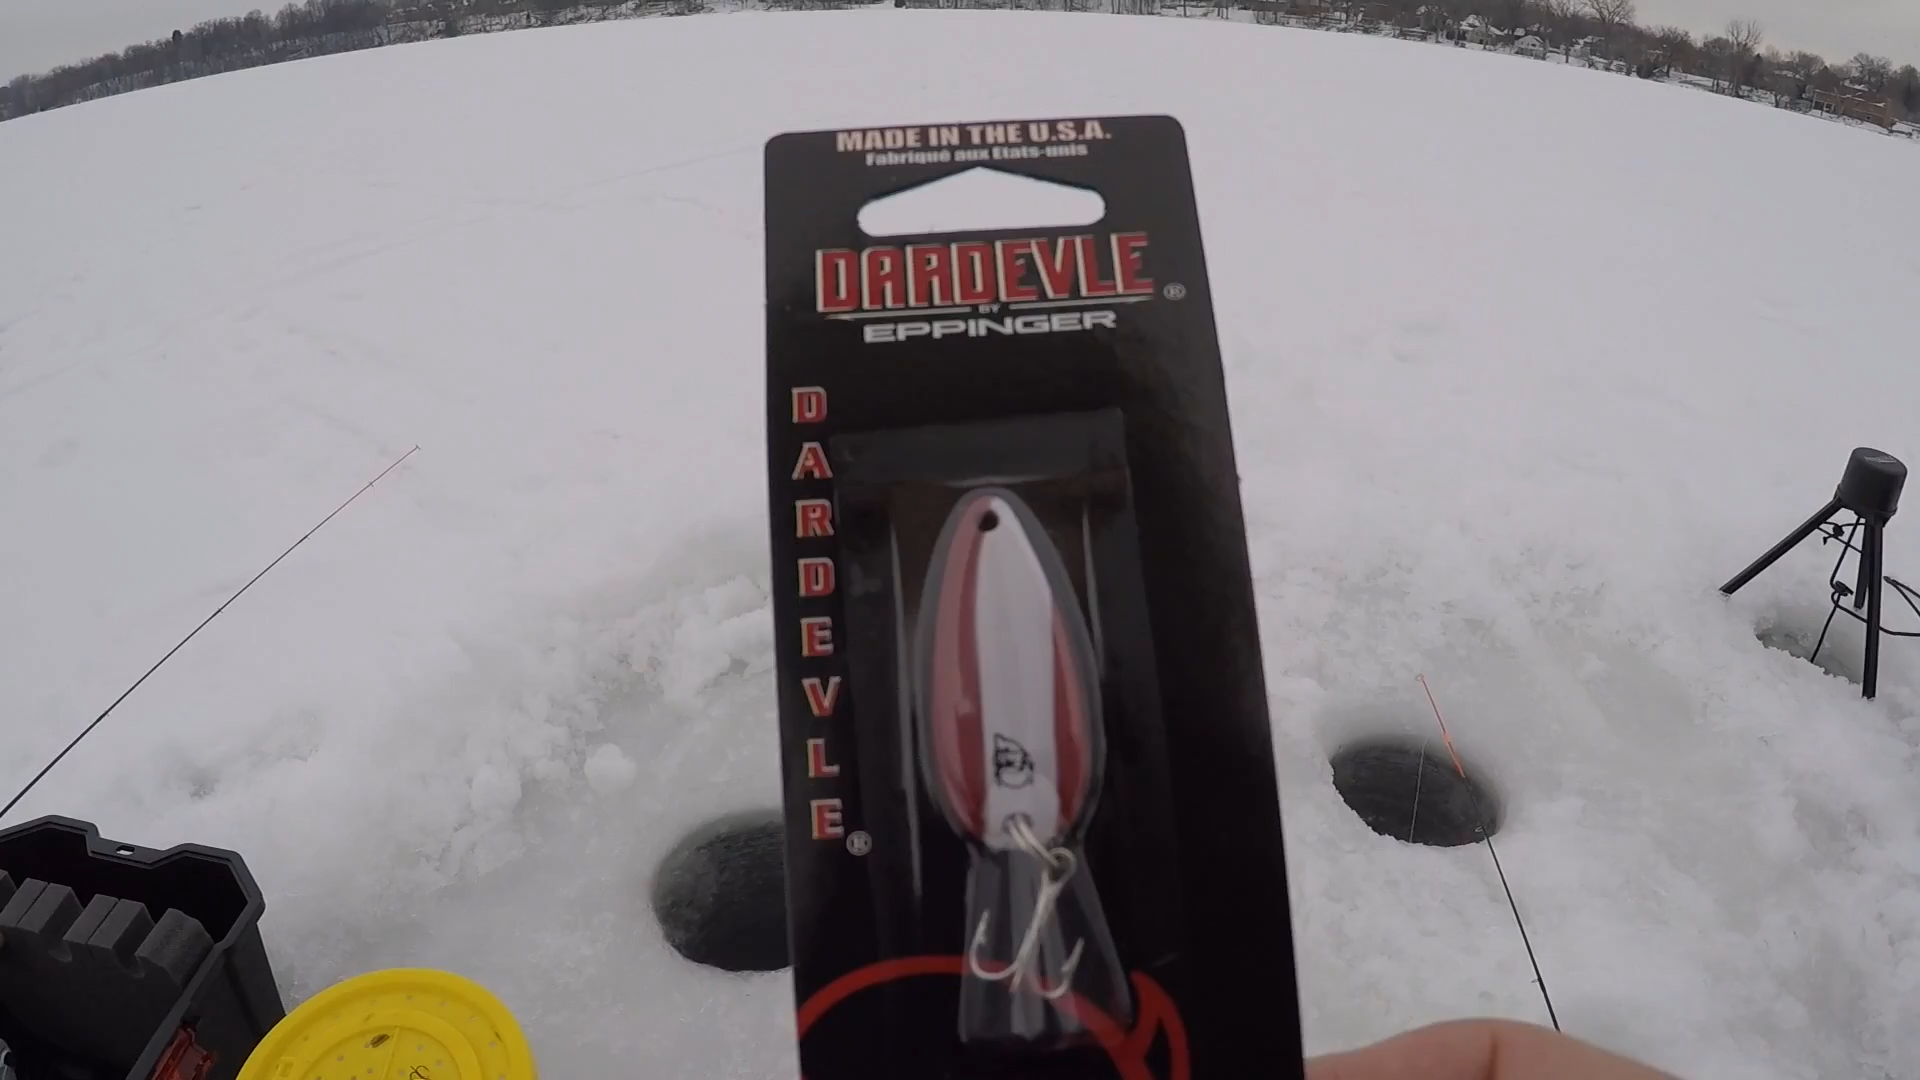 MADE IN THE U.S.A.
Fabriqué aux Etats-unis
DARDEVLE®
BY
EPPINGER
DARDEVLE®